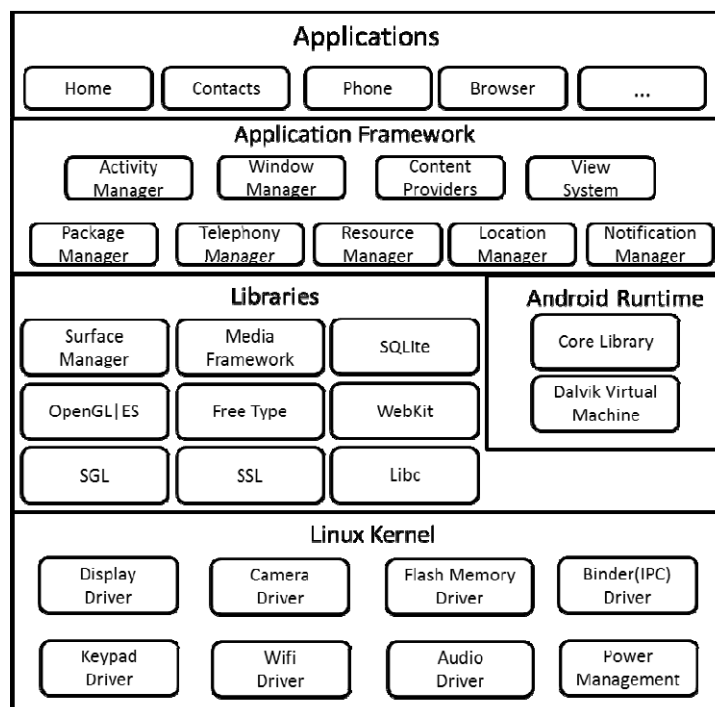 Applications
Home
Contacts
Phone
Browser
...
Application Framework
Activity
Manager
Window
Manager
Content
Providers
View
System
Package
Manager
Telephony
Manager
Resource
Manager
Location
Manager
Notification
Manager
Libraries
Android Runtime
Surface
Manager
Media
Framework
SQLIte
Core Library
OpenGL|ES
Free Type
WebKit
Dalvik Virtual
Machine
SGL
SSL
Libc
Linux Kernel
Display
Driver
Camera
Driver
Flash Memory
Driver
Binder(IPC)
Driver
Keypad
Driver
Wifi
Driver
Audio
Driver
Power
Management